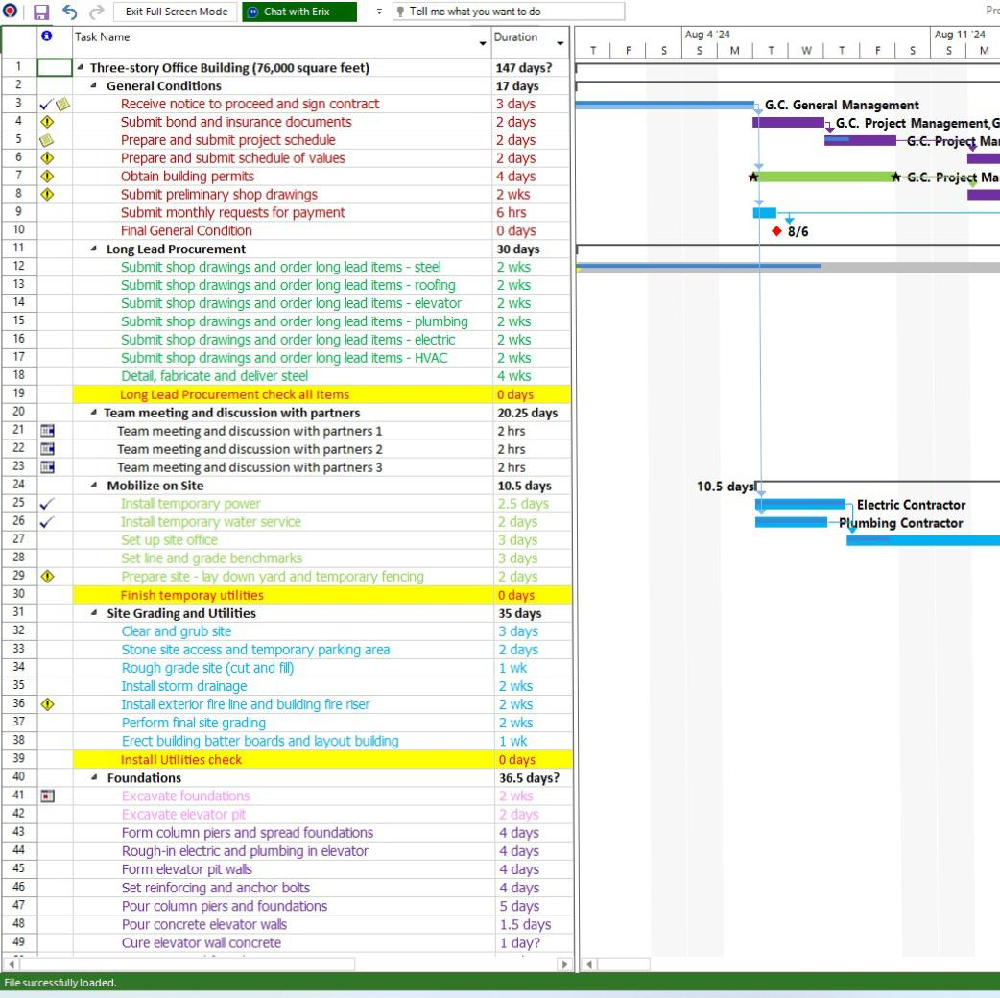 Exit Full Screen Mode Chat with Erix Tell me what you want to do Pro
Task Name Duration Aug 4 '24 Aug 11 '24
T F S S M T W T F S S M
1 Three-story Office Building (76,000 square feet) 147 days?
2 General Conditions 17 days
3 Receive notice to proceed and sign contract 3 days G.C. General Management
4 Submit bond and insurance documents 2 days G.C. Project Management,G
5 Prepare and submit project schedule 2 days G.C. Project Mar
6 Prepare and submit schedule of values 2 days
7 Obtain building permits 4 days G.C. Project Ma
8 Submit preliminary shop drawings 2 wks
9 Submit monthly requests for payment 6 hrs
10 Final General Condition 0 days 8/6
11 Long Lead Procurement 30 days
12 Submit shop drawings and order long lead items - steel 2 wks
13 Submit shop drawings and order long lead items - roofing 2 wks
14 Submit shop drawings and order long lead items - elevator 2 wks
15 Submit shop drawings and order long lead items - plumbing 2 wks
16 Submit shop drawings and order long lead items - electric 2 wks
17 Submit shop drawings and order long lead items - HVAC 2 wks
18 Detail, fabricate and deliver steel 4 wks
19 Long Lead Procurement check all items 0 days
20 Team meeting and discussion with partners 20.25 days
21 Team meeting and discussion with partners 1 2 hrs
22 Team meeting and discussion with partners 2 2 hrs
23 Team meeting and discussion with partners 3 2 hrs
24 Mobilize on Site 10.5 days 10.5 days
25 Install temporary power 2.5 days Electric Contractor
26 Install temporary water service 2 days Plumbing Contractor
27 Set up site office 3 days
28 Set line and grade benchmarks 3 days
29 Prepare site - lay down yard and temporary fencing 2 days
30 Finish temporay utilities 0 days
31 Site Grading and Utilities 35 days
32 Clear and grub site 3 days
33 Stone site access and temporary parking area 2 days
34 Rough grade site (cut and fill) 1 wk
35 Install storm drainage 2 wks
36 Install exterior fire line and building fire riser 2 wks
37 Perform final site grading 2 wks
38 Erect building batter boards and layout building 1 wk
39 Install Utilities check 0 days
40 Foundations 36.5 days?
41 Excavate foundations 2 wks
42 Excavate elevator pit 2 days
43 Form column piers and spread foundations 4 days
44 Rough-in electric and plumbing in elevator 4 days
45 Form elevator pit walls 4 days
46 Set reinforcing and anchor bolts 4 days
47 Pour column piers and foundations 5 days
48 Pour concrete elevator walls 1.5 days
49 Cure elevator wall concrete 1 day?
File successfully loaded.